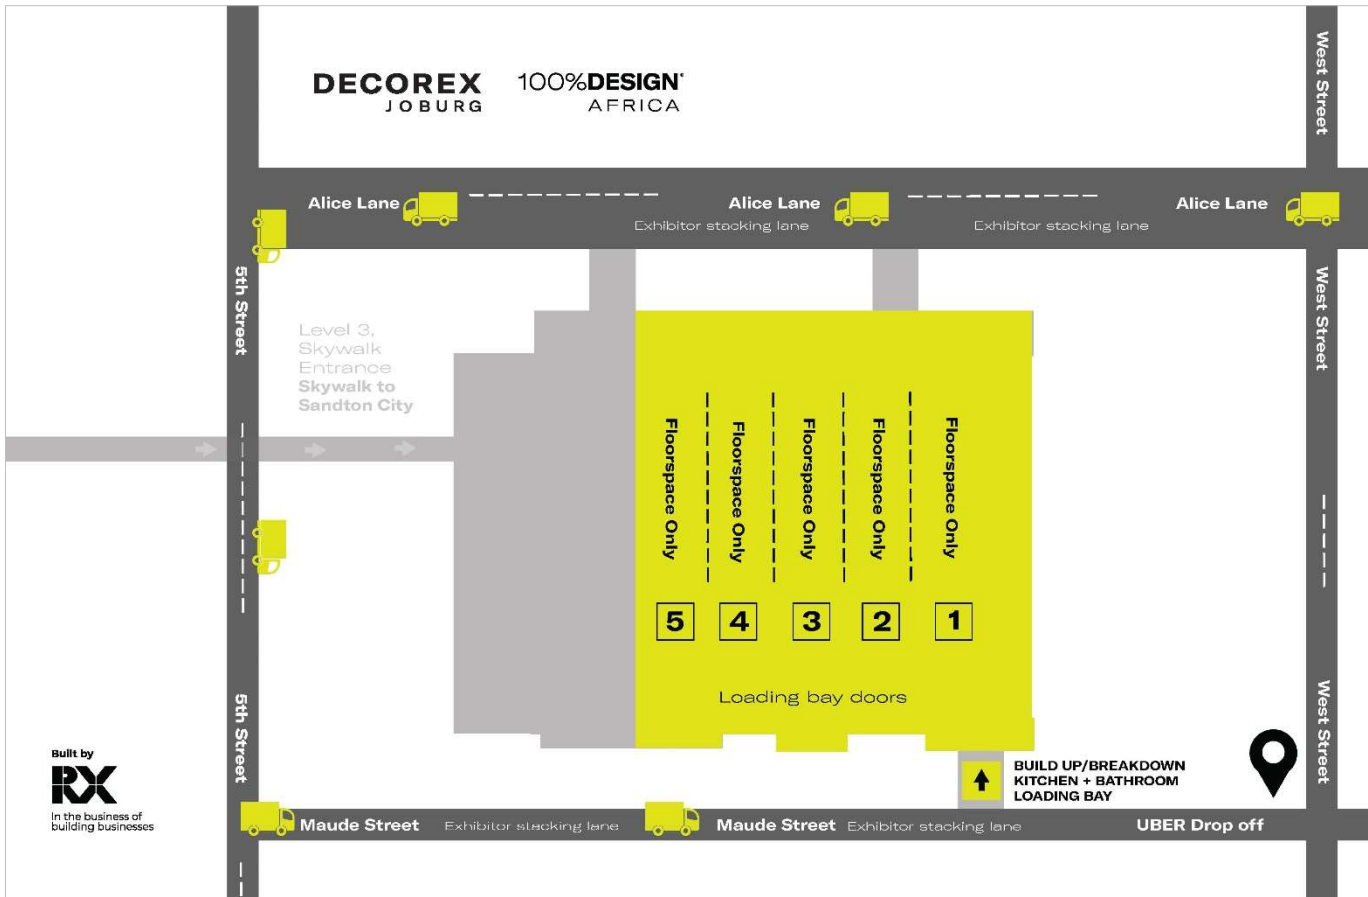 DECOREX
JOBURG
100%DESIGN
AFRICA
West Street
Alice Lane
Alice Lane
Alice Lane
Exhibitor stacking lane
Exhibitor stacking lane
5th Street
West Street
Level 3,
Skywalk
Entrance
Skywalk to
Sandton City
Floorspace Only
Floorspace Only
Floorspace Only
Floorspace Only
Floorspace Only
5
4
3
2
1
Loading bay doors
5th Street
West Street
Built by
RX
In the business of
building businesses
BUILD UP/BREAKDOWN
KITCHEN + BATHROOM
LOADING BAY
Maude Street
Exhibitor stacking lane
Maude Street
Exhibitor stacking lane
UBER Drop off